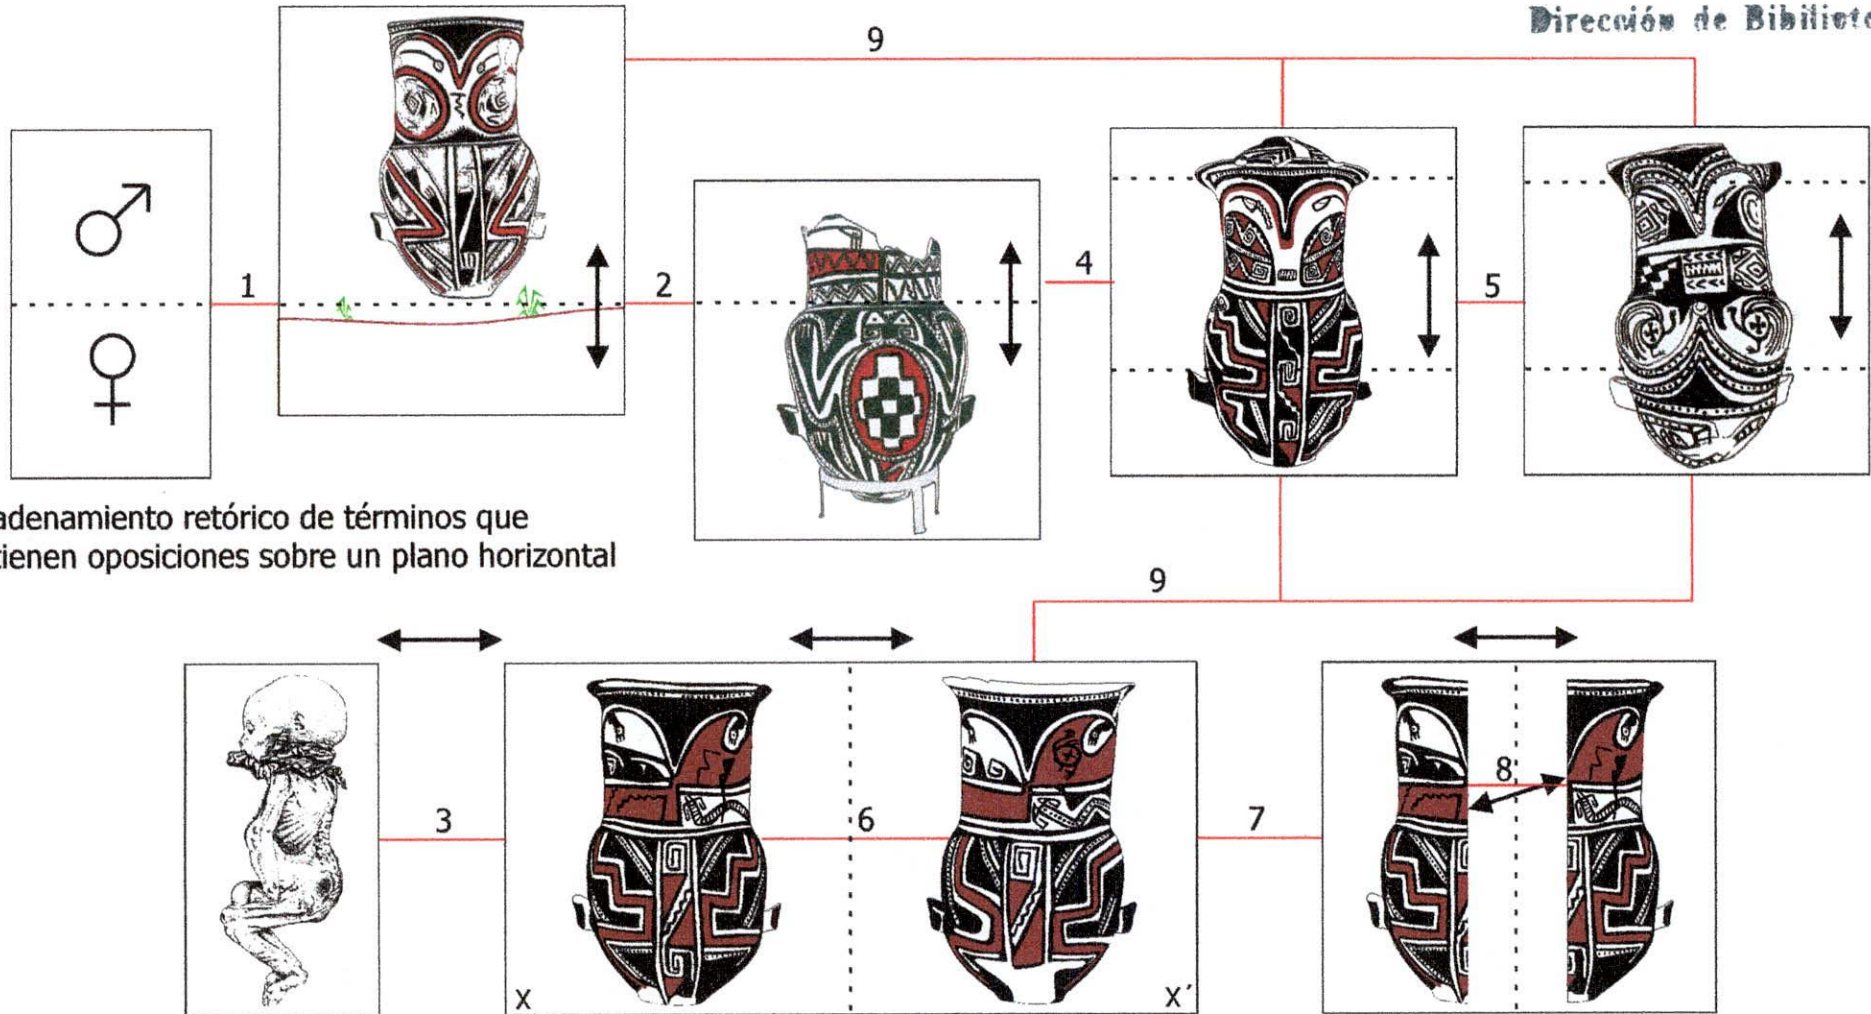 Dirección de Bibilioto
9
1
2
4
5
adenamiento retórico de términos que
tienen oposiciones sobre un plano horizontal
9
3
6
7
8
X
X´